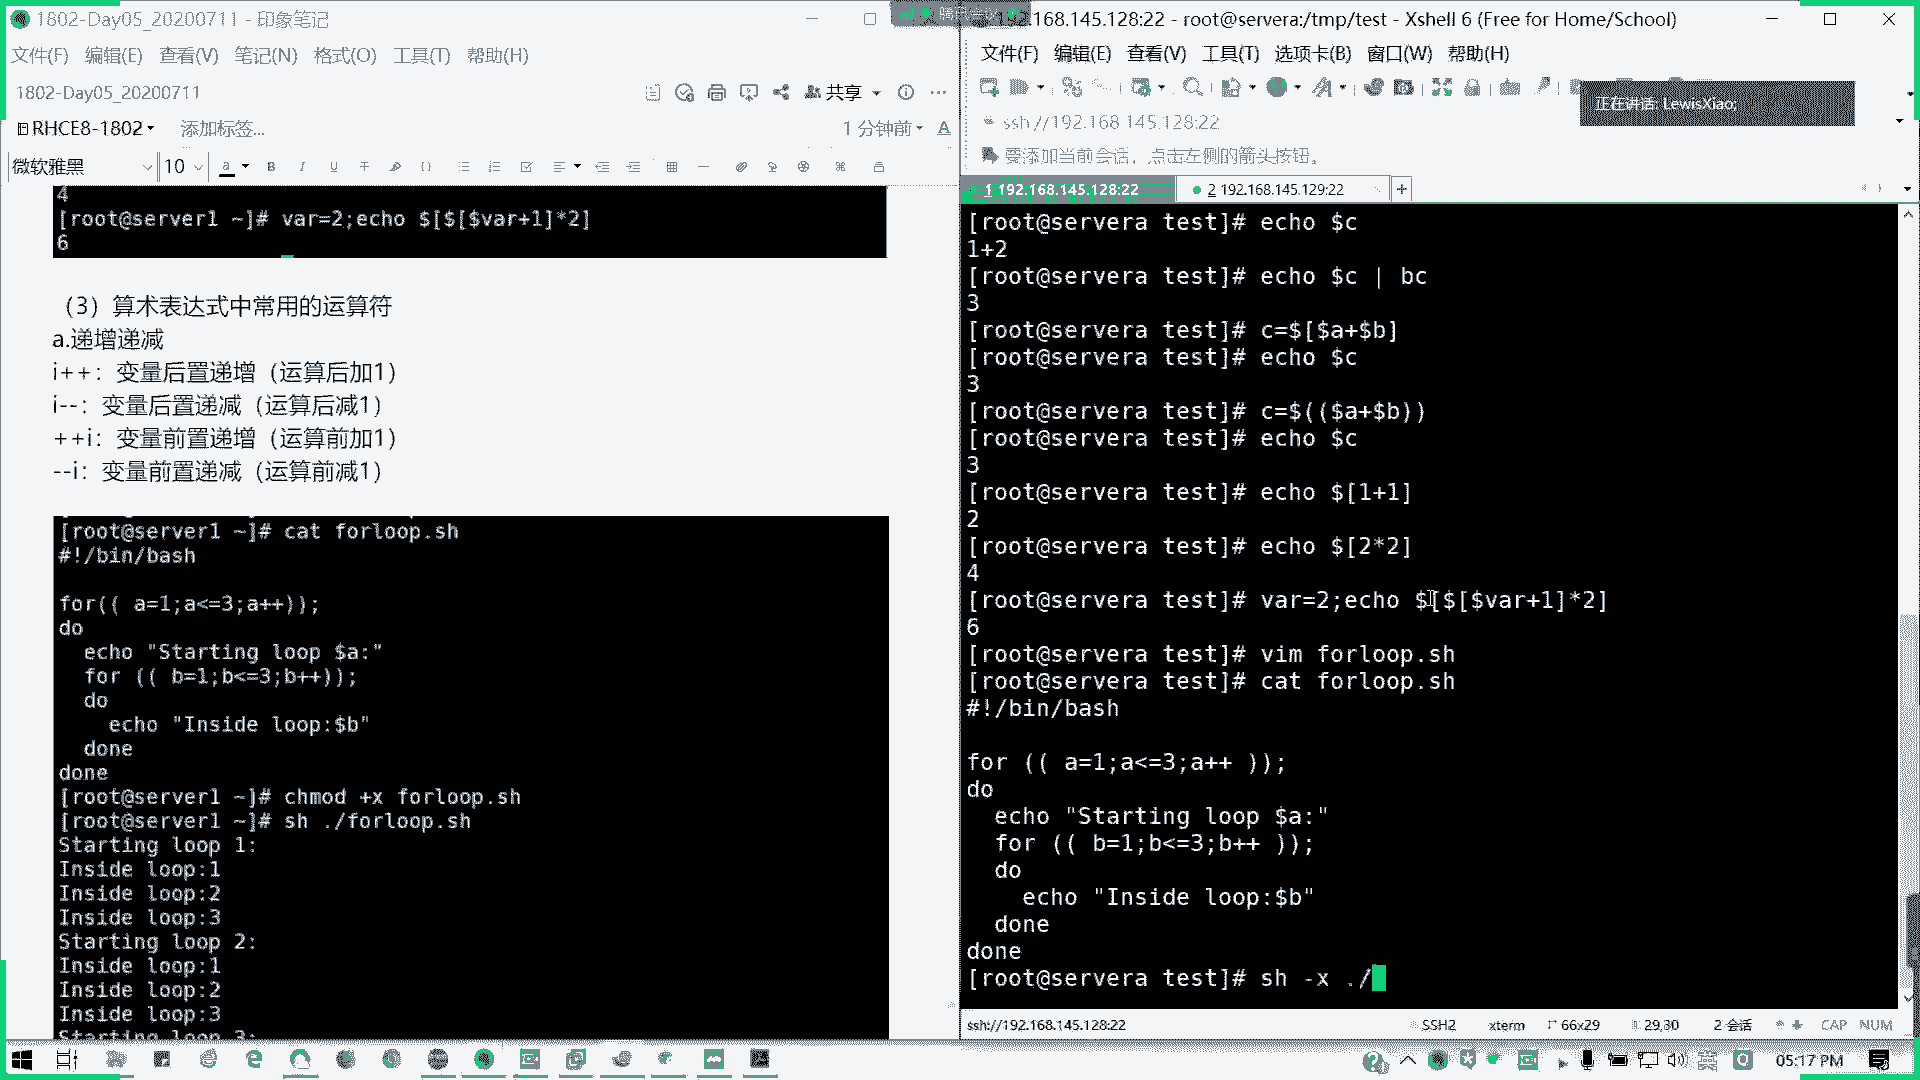 1802-Day05_20200711 - 印象笔记
文件(F) 编辑(E) 查看(V) 笔记(N) 格式(O) 工具(T) 帮助(H)
1802-Day05_20200711
共享
RHCE8-1802
添加标签...
1 分钟前
微软雅黑
10
4
[root@server1 ~]# var=2;echo $[$[$var+1]*2]
6
（3）算术表达式中常用的运算符
a.递增递减
i++：变量后置递增（运算后加1）
i--：变量后置递减（运算后减1）
++i：变量前置递增（运算前加1）
--i：变量前置递减（运算前减1）
[root@server1 ~]# cat forloop.sh
#!/bin/bash
for(( a=1;a<=3;a++));
do
echo "Starting loop $a:"
for (( b=1;b<=3;b++));
do
echo "Inside loop:$b"
done
done
[root@server1 ~]# chmod +x forloop.sh
[root@server1 ~]# sh ./forloop.sh
Starting loop 1:
Inside loop:1
Inside loop:2
Inside loop:3
Starting loop 2:
Inside loop:1
Inside loop:2
Inside loop:3
Starting loop 3:
腾讯会议
192.168.145.128:22 - root@servera:/tmp/test - Xshell 6 (Free for Home/School)
文件(F) 编辑(E) 查看(V) 工具(T) 选项卡(B) 窗口(W) 帮助(H)
正在讲话: LewisXiao;
ssh://192.168.145.128:22
要添加当前会话，点击左侧的箭头按钮。
1 192.168.145.128:22
2 192.168.145.129:22
[root@servera test]# echo $c
1+2
[root@servera test]# echo $c | bc
3
[root@servera test]# c=$[$a+$b]
[root@servera test]# echo $c
3
[root@servera test]# c=$(($a+$b))
[root@servera test]# echo $c
3
[root@servera test]# echo $[1+1]
2
[root@servera test]# echo $[2*2]
4
[root@servera test]# var=2;echo $[$[$var+1]*2]
6
[root@servera test]# vim forloop.sh
[root@servera test]# cat forloop.sh
#!/bin/bash
for (( a=1;a<=3;a++ ));
do
echo "Starting loop $a:"
for (( b=1;b<=3;b++ ));
do
echo "Inside loop:$b"
done
done
[root@servera test]# sh -x ./
ssh://192.168.145.128:22
SSH2
xterm
66x29
29,30
2 会话
CAP NUM
英
05:17 PM